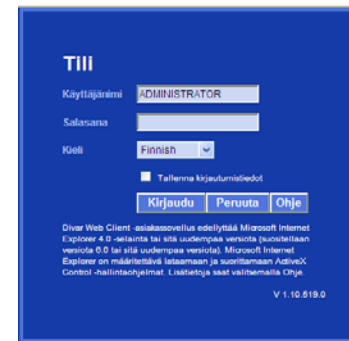 Tili
Käyttäjänimi ADMINISTRATOR
Salasana
Kieli Finnish
Tallenna kirjautumistiedot
Kirjaudu Peruuta Ohje
Divar Web Client -asiakassovellus edellyttää Microsoft Internet
Explorer 4.0 -selainta tai sitä uudempaa versiota (suositellaan
versiota 6.0 tai sitä uudempaa versiota). Microsoft Internet
Explorer on määritettävä lataamaan ja suorittamaan ActiveX
Control -hallintaohjelmat. Lisätietoja saat valitsemalla Ohje.
V 1.10.519.0